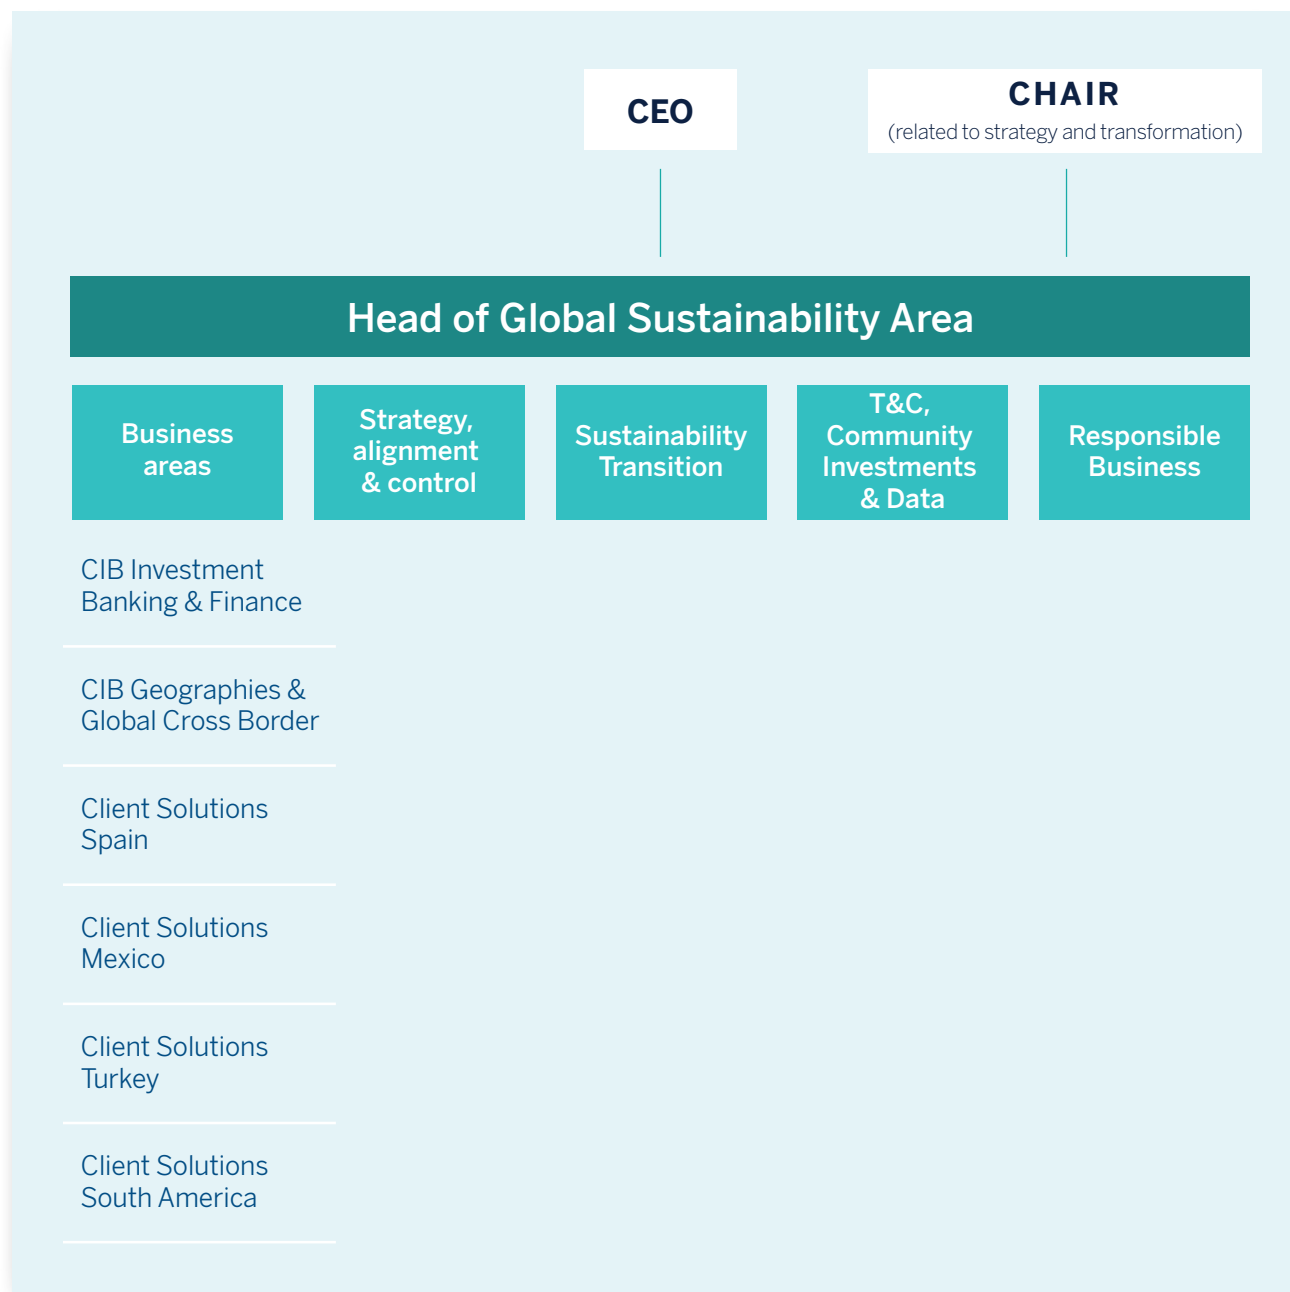 CEO
CHAIR
(related to strategy and transformation)
Head of Global Sustainability Area
Business
areas
Strategy,
alignment
& control
Sustainability
Transition
T&C,
Community
Investments
& Data
Responsible
Business
CIB Investment
Banking & Finance
CIB Geographies &
Global Cross Border
Client Solutions
Spain
Client Solutions
Mexico
Client Solutions
Turkey
Client Solutions
South America